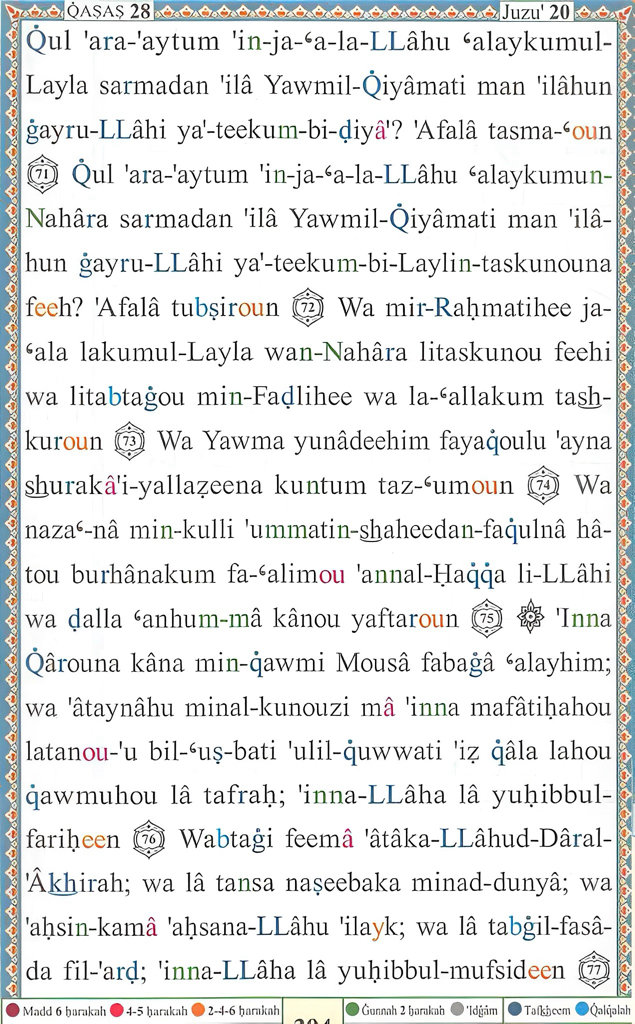 QAṢAṢ 28
Juzu' 20
Q̇ul 'ara-'aytum 'in-ja-ʿa-la-LLâhu ʿalaykumul-
Layla sarmadan 'ilâ Yawmil-Q̇iyâmati man 'ilâhun
ġayru-LLâhi ya'-teekum-bi-ḍiyâ'? 'Afalâ tasma-ʿoun
71 Q̇ul 'ara-'aytum 'in-ja-ʿa-la-LLâhu ʿalaykumun-
Nahâra sarmadan 'ilâ Yawmil-Q̇iyâmati man 'ilâ-
hun ġayru-LLâhi ya'-teekum-bi-Laylin-taskunouna
feeh? 'Afalâ tubṣiroun 72 Wa mir-Raḥmatihee ja-
ʿala lakumul-Layla wan-Nahâra litaskunou feehi
wa litabtaġou min-Faḍlihee wa la-ʿallakum tash-
kuroun 73 Wa Yawma yunâdeehim fayaq̇oulu 'ayna
shurakâ'i-yallaẓeena kuntum taz-ʿumoun 74 Wa
nazaʿ-nâ min-kulli 'ummatin-shaheedan-faq̇ulnâ hâ-
tou burhânakum fa-ʿalimou 'annal-Ḥaq̇q̇a li-LLâhi
wa ḍalla ʿanhum-mâ kânou yaftaroun 75 'Inna
Q̇ârouna kâna min-q̇awmi Mousâ fabaġâ ʿalayhim;
wa 'âtaynâhu minal-kunouzi mâ 'inna mafâtiḥahou
latanou-'u bil-ʿuṣ-bati 'ulil-q̇uwwati 'iẓ q̇âla lahou
q̇awmuhou lâ tafraḥ; 'inna-LLâha lâ yuḥibbul-
fariḥeen 76 Wabtaġi feemâ 'âtâka-LLâhud-Dâral-
'Âkhirah; wa lâ tansa naṣeebaka minad-dunyâ; wa
'aḥsin-kamâ 'aḥsana-LLâhu 'ilayk; wa lâ tabġil-fasâ-
da fil-'arḍ; 'inna-LLâha lâ yuḥibbul-mufsideen 77
Madd 6 ḥarakah 4-5 ḥarakah 2-4-6 ḥarakah 394 Ġunnah 2 ḥarakah 'Idġâm Tafkheem Q̇alq̇alah